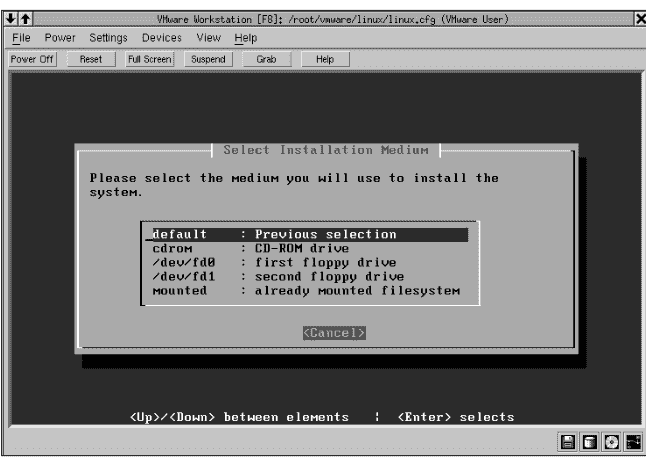 VMware Workstation [F8]: /root/vmware/linux/linux.cfg (VMware User)
File Power Settings Devices View Help
Power Off Reset Full Screen Suspend Grab Help
Select Installation Medium
Please select the medium you will use to install the
system.
default : Previous selection
cdrom : CD-ROM drive
/dev/fd0 : first floppy drive
/dev/fd1 : second floppy drive
mounted : already mounted filesystem
<Cancel>
<Up>/<Down> between elements ¦ <Enter> selects